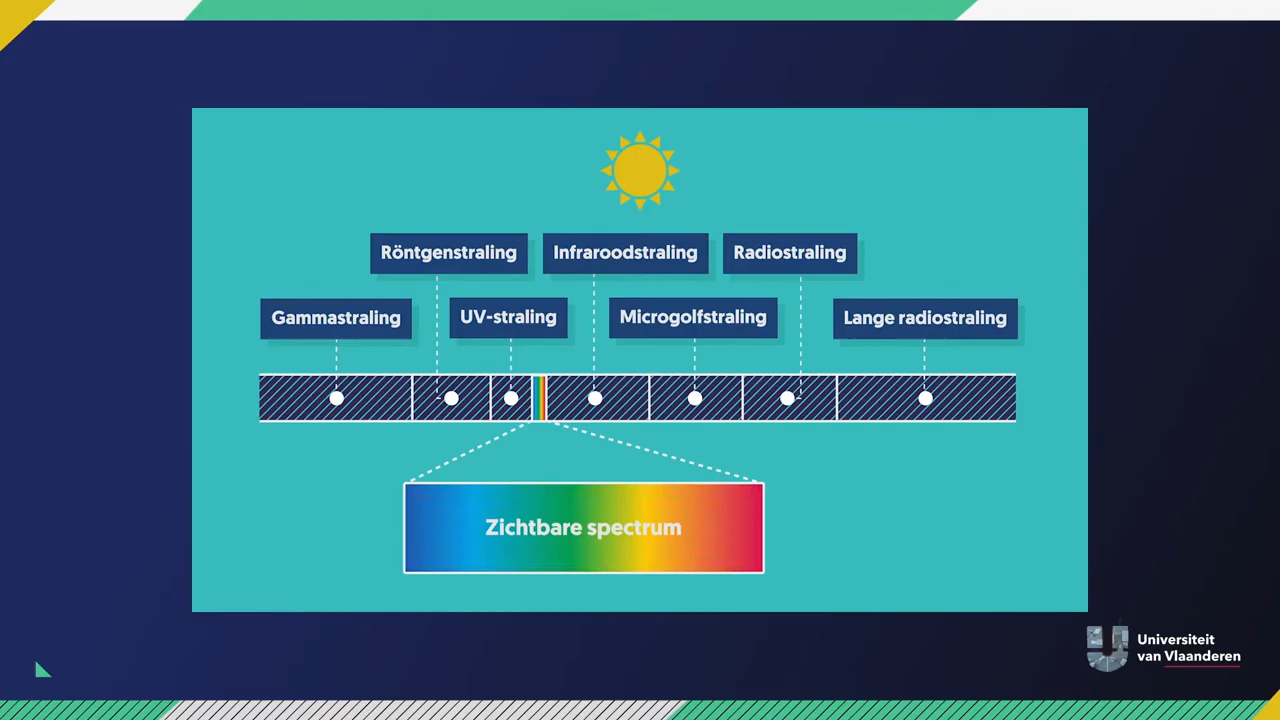 Röntgenstraling
Infraroodstraling
Radiostraling
Gammastraling
UV-straling
Microgolfstraling
Lange radiostraling
Zichtbare spectrum
Universiteit
van Vlaanderen